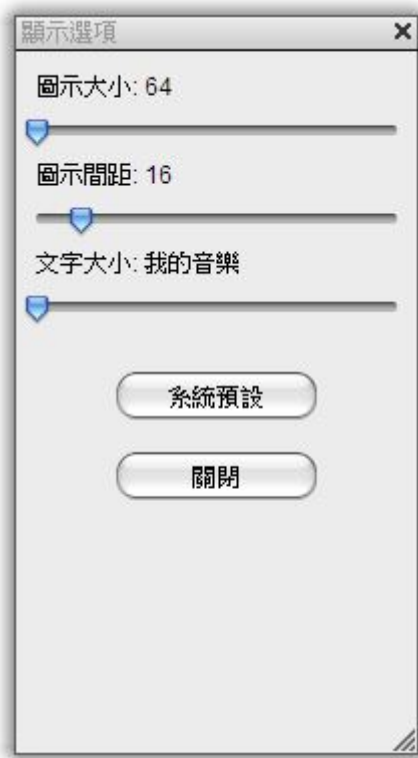 顯示選項
圖示大小: 64
圖示間距: 16
文字大小: 我的音樂
系統預設
關閉